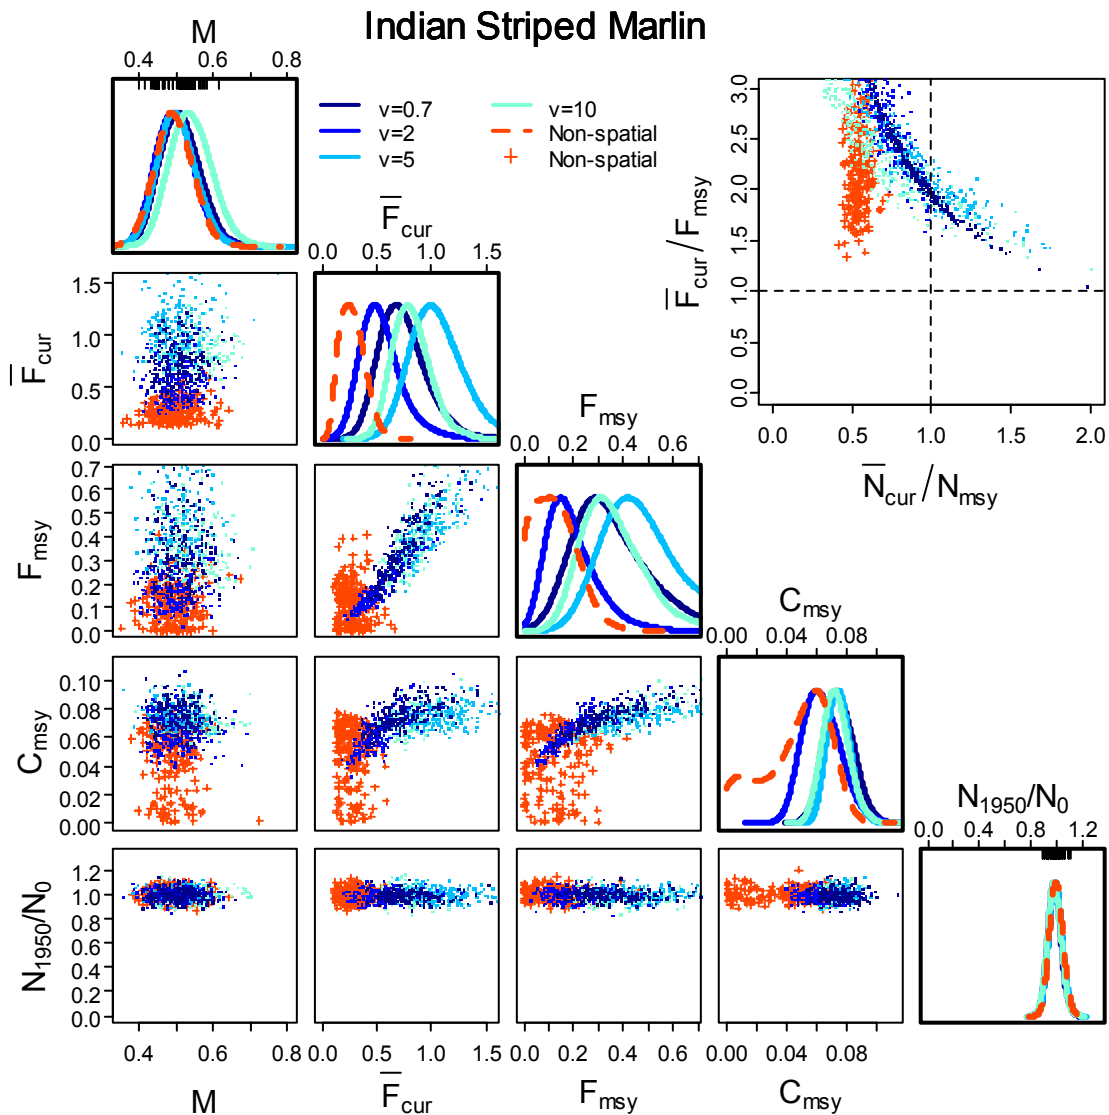 Indian Striped Marlin
M
0.4 0.6 0.8
v=0.7
v=2
v=5
v=10
Non-spatial
Non-spatial
F̅cur
0.0 0.5 1.0 1.5
F̅cur / Fmsy
3.0
2.5
2.0
1.5
1.0
0.5
0.0
0.0 0.5 1.0 1.5 2.0
N̅cur / Nmsy
F̅cur
1.5
1.0
0.5
0.0
Fmsy
0.0 0.2 0.4 0.6
Fmsy
0.7
0.6
0.5
0.4
0.3
0.2
0.1
0.0
Cmsy
0.00 0.04 0.08
Cmsy
0.10
0.08
0.06
0.04
0.02
0.00
N1950/N0
0.0 0.4 0.8 1.2
N1950/N0
1.2
1.0
0.8
0.6
0.4
0.2
0.0
0.4 0.6 0.8
0.0 0.5 1.0 1.5
0.0 0.2 0.4 0.6
0.00 0.04 0.08
M
F̅cur
Fmsy
Cmsy